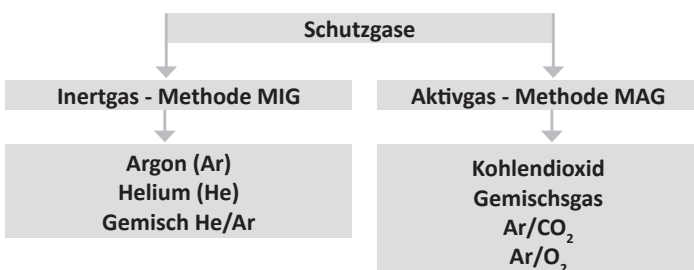 Schutzgase
Inertgas - Methode MIG
Aktivgas - Methode MAG
Argon (Ar)
Helium (He)
Gemisch He/Ar
Kohlendioxid
Gemischsgas
Ar/CO₂
Ar/O₂